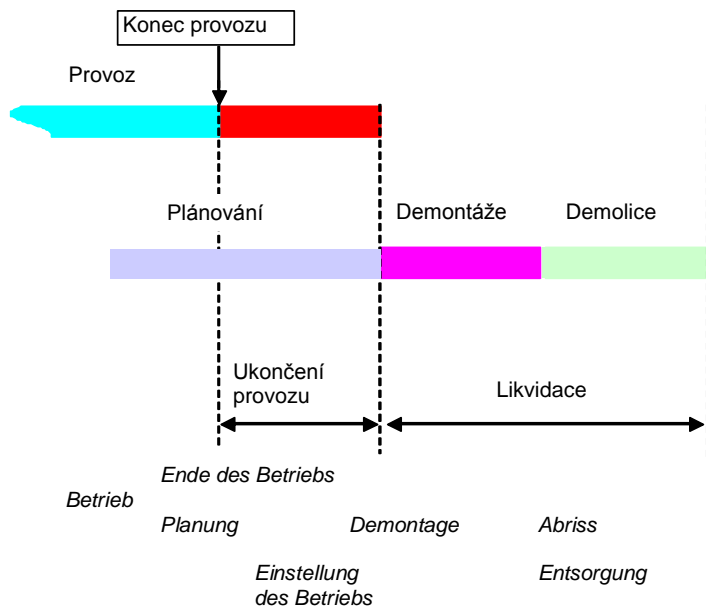 Konec provozu
Provoz
Plánování
Demontáže
Demolice
Ukončení
provozu
Likvidace
Ende des Betriebs
Betrieb
Planung
Demontage
Abriss
Einstellung
des Betriebs
Entsorgung